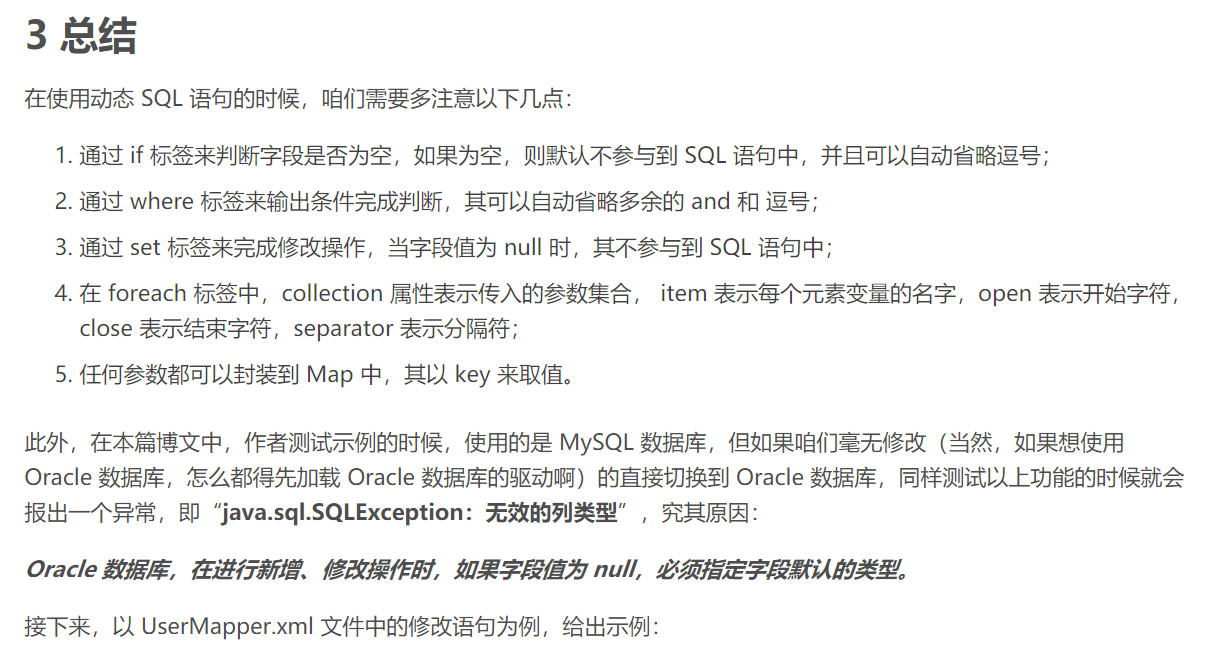 3 总结
在使用动态 SQL 语句的时候，咱们需要多注意以下几点：
1. 通过 if 标签来判断字段是否为空，如果为空，则默认不参与到 SQL 语句中，并且可以自动省略逗号；
2. 通过 where 标签来输出条件完成判断，其可以自动省略多余的 and 和 逗号；
3. 通过 set 标签来完成修改操作，当字段值为 null 时，其不参与到 SQL 语句中；
4. 在 foreach 标签中，collection 属性表示传入的参数集合， item 表示每个元素变量的名字，open 表示开始字符，
close 表示结束字符，separator 表示分隔符；
5. 任何参数都可以封装到 Map 中，其以 key 来取值。
此外，在本篇博文中，作者测试示例的时候，使用的是 MySQL 数据库，但如果咱们毫无修改（当然，如果想使用
Oracle 数据库，怎么都得先加载 Oracle 数据库的驱动啊）的直接切换到 Oracle 数据库，同样测试以上功能的时候就会
报出一个异常，即“java.sql.SQLException：无效的列类型”，究其原因：
Oracle 数据库，在进行新增、修改操作时，如果字段值为 null，必须指定字段默认的类型。
接下来，以 UserMapper.xml 文件中的修改语句为例，给出示例：